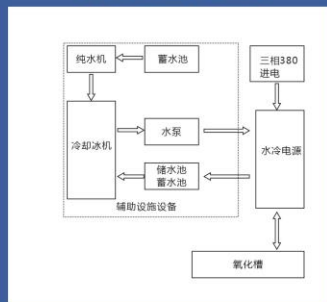 纯水机
蓄水池
三相380
进电
冷却冰机
水泵
水冷电源
储水池
蓄水池
辅助设施设备
氧化槽